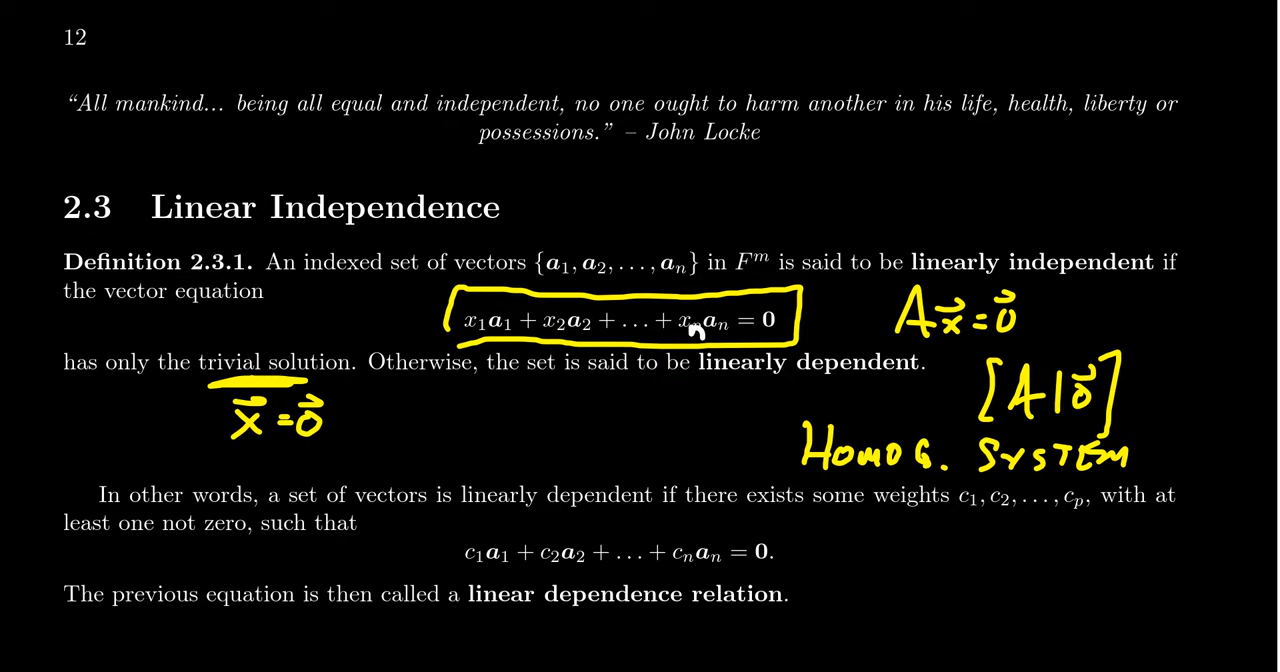 12
“All mankind... being all equal and independent, no one ought to harm another in his life, health, liberty or
possessions.” – John Locke
2.3 Linear Independence
Definition 2.3.1. An indexed set of vectors {a₁, a₂, . . . , aₙ} in Fᵐ is said to be linearly independent if
the vector equation
x₁a₁ + x₂a₂ + . . . + xₙaₙ = 0
Ax⃗ = 0⃗
has only the trivial solution. Otherwise, the set is said to be linearly dependent.
x⃗ = 0⃗
[A | 0⃗]
HOMOG. SYSTEM
In other words, a set of vectors is linearly dependent if there exists some weights c₁, c₂, . . . , cₚ, with at
least one not zero, such that
c₁a₁ + c₂a₂ + . . . + cₙaₙ = 0.
The previous equation is then called a linear dependence relation.